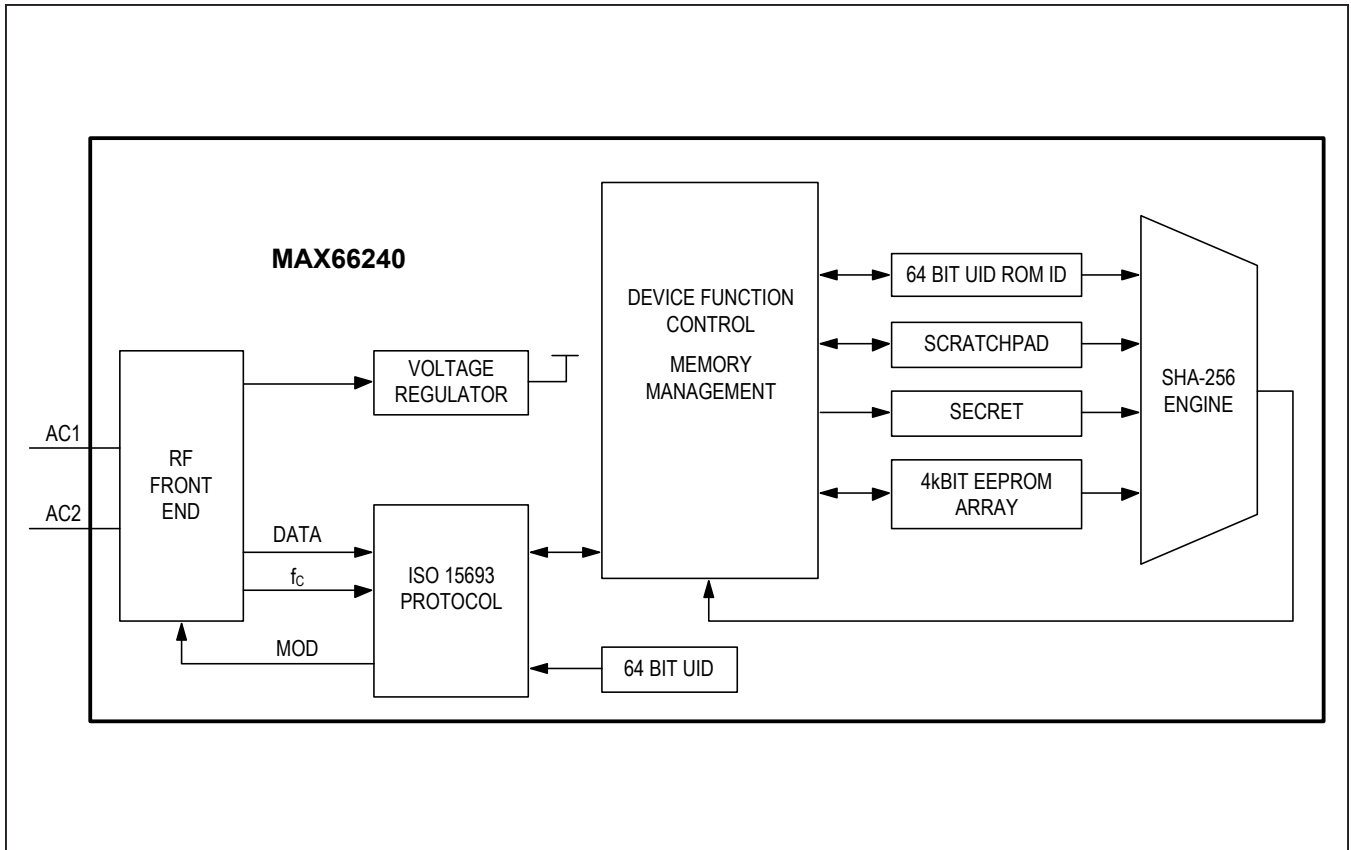 MAX66240
AC1
AC2
RF
FRONT
END
VOLTAGE
REGULATOR
DATA
fC
MOD
ISO 15693
PROTOCOL
64 BIT UID
DEVICE FUNCTION
CONTROL
MEMORY
MANAGEMENT
64 BIT UID ROM ID
SCRATCHPAD
SECRET
4kBIT EEPROM
ARRAY
SHA-256
ENGINE